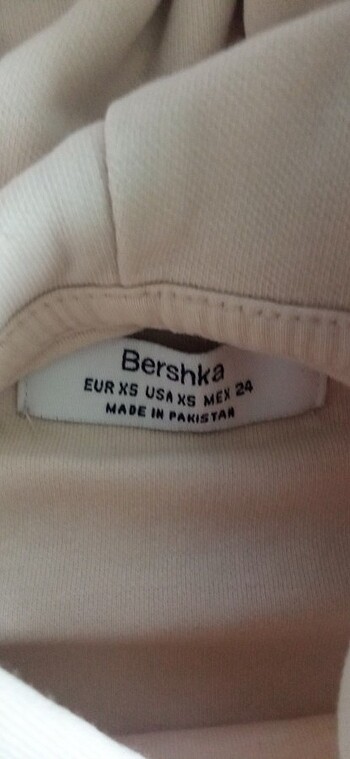 Bershka
EUR XS USA XS MEX 24
MADE IN PAKISTAN